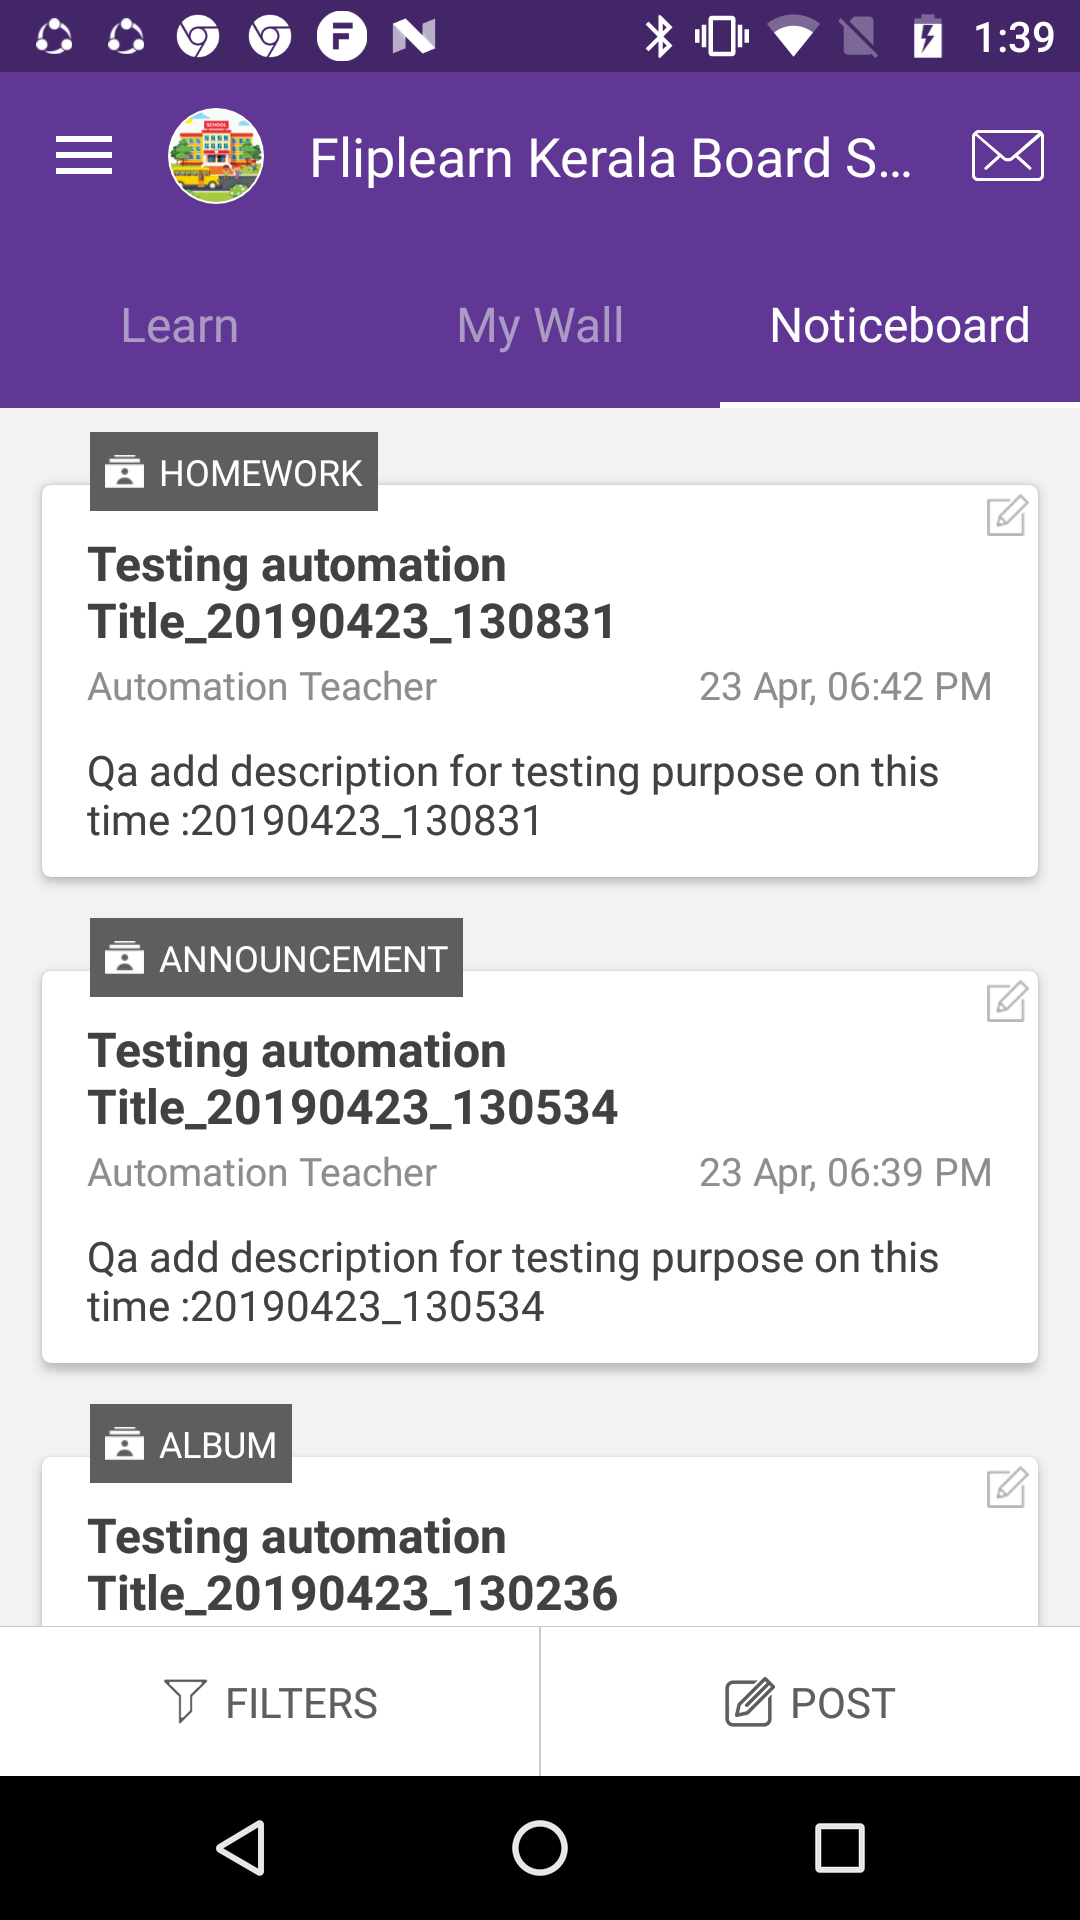 1:39
Fliplearn Kerala Board S...
Learn
My Wall
Noticeboard
HOMEWORK
Testing automation
Title_20190423_130831
Automation Teacher
23 Apr, 06:42 PM
Qa add description for testing purpose on this
time :20190423_130831
ANNOUNCEMENT
Testing automation
Title_20190423_130534
Automation Teacher
23 Apr, 06:39 PM
Qa add description for testing purpose on this
time :20190423_130534
ALBUM
Testing automation
Title_20190423_130236
FILTERS
POST